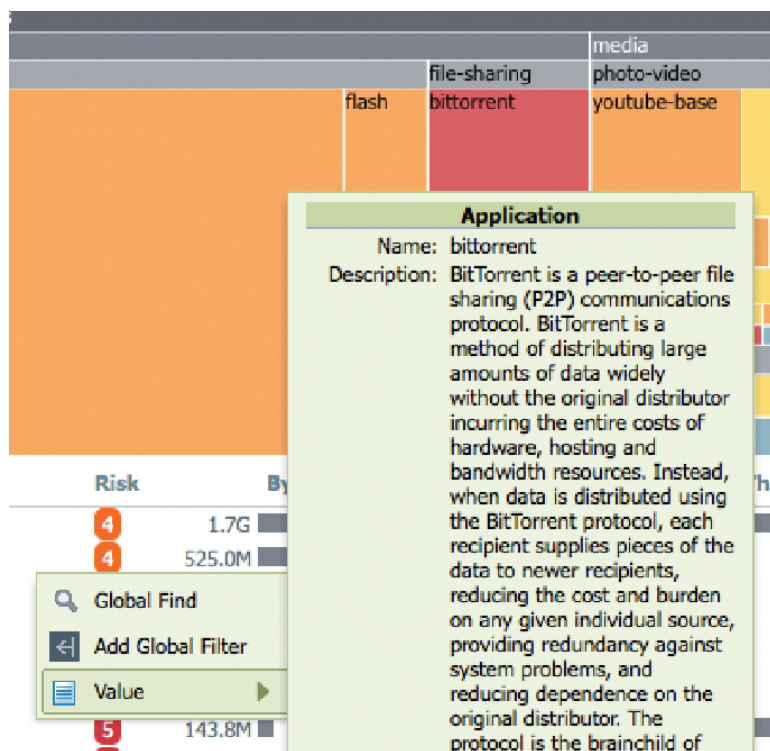 media
file-sharing photo-video
flash bittorrent youtube-base
Application
Name: bittorrent
Description: BitTorrent is a peer-to-peer file
sharing (P2P) communications
protocol. BitTorrent is a
method of distributing large
amounts of data widely
without the original distributor
incurring the entire costs of
hardware, hosting and
bandwidth resources. Instead,
when data is distributed using
the BitTorrent protocol, each
recipient supplies pieces of the
data to newer recipients,
reducing the cost and burden
on any given individual source,
providing redundancy against
system problems, and
reducing dependence on the
original distributor. The
protocol is the brainchild of
Risk
4 1.7G
4 525.0M
Global Find
Add Global Filter
Value
5 143.8M